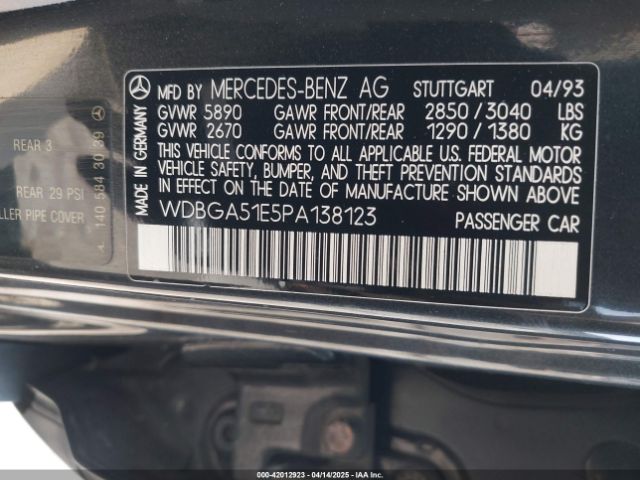 MFD BY MERCEDES-BENZ AG STUTTGART 04/93
GVWR 5890 GAWR FRONT/REAR 2850 / 3040 LBS
GVWR 2670 GAWR FRONT/REAR 1290 / 1380 KG
THIS VEHICLE CONFORMS TO ALL APPLICABLE U.S. FEDERAL MOTOR
VEHICLE SAFETY, BUMPER, AND THEFT PREVENTION STANDARDS
IN EFFECT ON THE DATE OF MANUFACTURE SHOWN ABOVE
WDBGA51E5PA138123 PASSENGER CAR
MADE IN GERMANY
140 584 30 39
REAR 3
REAR 29 PSI
LLER PIPE COVER
000-42012923 - 04/14/2025 - IAA, Inc.